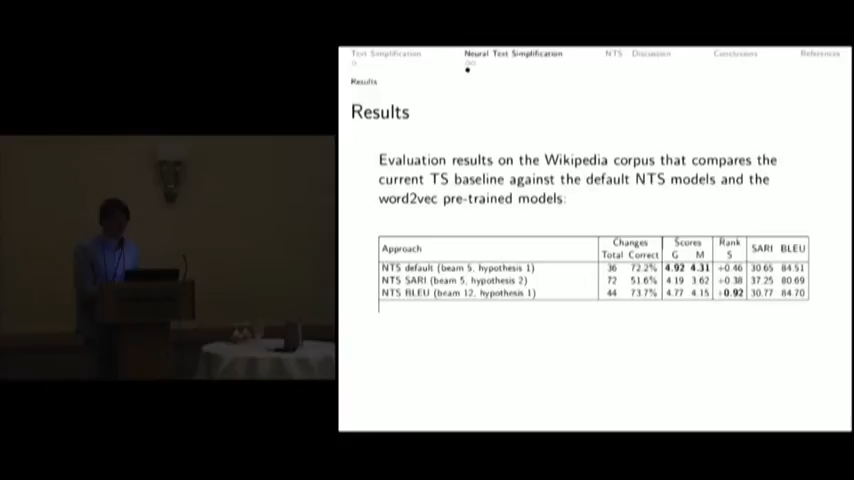 Text Simplification Neural Text Simplification NTS Discussion Conclusions References
Results
Results
Evaluation results on the Wikipedia corpus that compares the
current TS baseline against the default NTS models and the
word2vec pre-trained models:
Changes Scores Rank
Approach SARI BLEU
Total Correct G M S
NTS default (beam 5, hypothesis 1) 36 72.2% 4.92 4.31 +0.46 30.65 84.51
NTS SARI (beam 5, hypothesis 2) 72 51.6% 4.19 3.62 +0.38 37.25 80.69
NTS BLEU (beam 12, hypothesis 1) 44 73.7% 4.77 4.15 +0.92 30.77 84.70